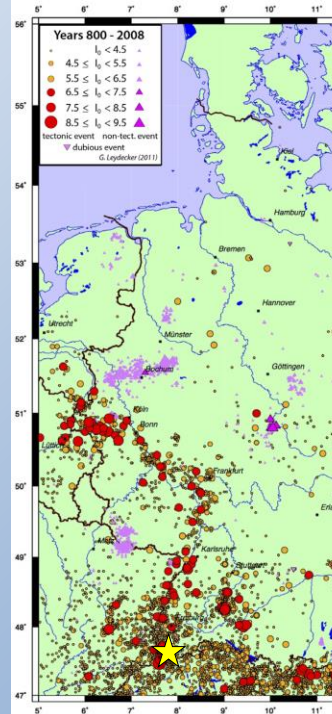 56°
Years 800 - 2008
I₀ < 4.5
4.5 ≤ I₀ < 5.5
5.5 ≤ I₀ < 6.5
6.5 ≤ I₀ < 7.5
7.5 ≤ I₀ < 8.5
8.5 ≤ I₀ < 9.5
tectonic event non-tect. event
dubious event
G. Leydecker (2011)
55°
Kiel
54°
Hamburg
53°
Bremen
Hannover
52°
Utrecht
Münster
Göttingen
Bochum
51°
Köln
Bonn
Lüttich
Frankfurt
50°
49°
Karlsruhe
Stuttgart
48°
47°
5° 6° 7° 8° 9° 10° 11°